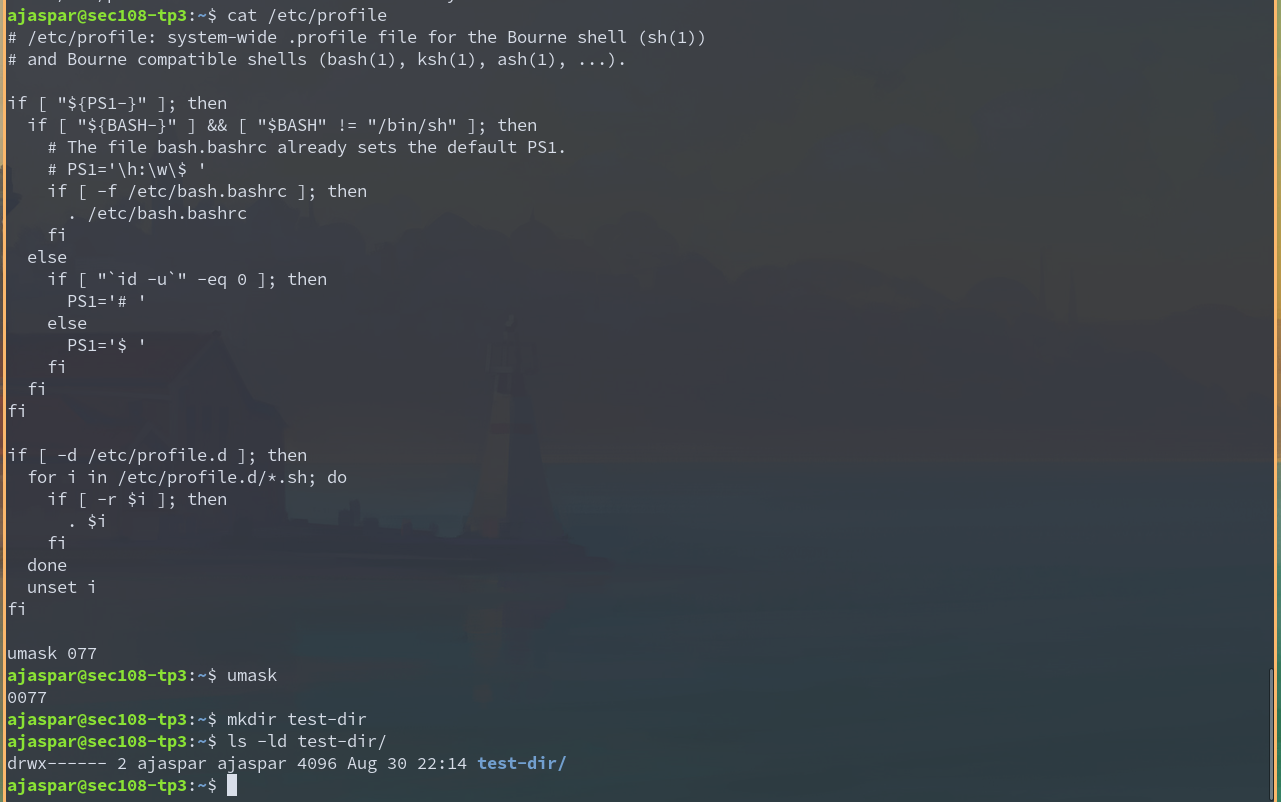 ajaspar@sec108-tp3:~$ cat /etc/profile
# /etc/profile: system-wide .profile file for the Bourne shell (sh(1))
# and Bourne compatible shells (bash(1), ksh(1), ash(1), ...).

if [ "${PS1-}" ]; then
  if [ "${BASH-}" ] && [ "$BASH" != "/bin/sh" ]; then
    # The file bash.bashrc already sets the default PS1.
    # PS1='\h:\w\$ '
    if [ -f /etc/bash.bashrc ]; then
      . /etc/bash.bashrc
    fi
  else
    if [ "`id -u`" -eq 0 ]; then
      PS1='# '
    else
      PS1='$ '
    fi
  fi
fi

if [ -d /etc/profile.d ]; then
  for i in /etc/profile.d/*.sh; do
    if [ -r $i ]; then
      . $i
    fi
  done
  unset i
fi

umask 077
ajaspar@sec108-tp3:~$ umask
0077
ajaspar@sec108-tp3:~$ mkdir test-dir
ajaspar@sec108-tp3:~$ ls -ld test-dir/
drwx------ 2 ajaspar ajaspar 4096 Aug 30 22:14 test-dir/
ajaspar@sec108-tp3:~$